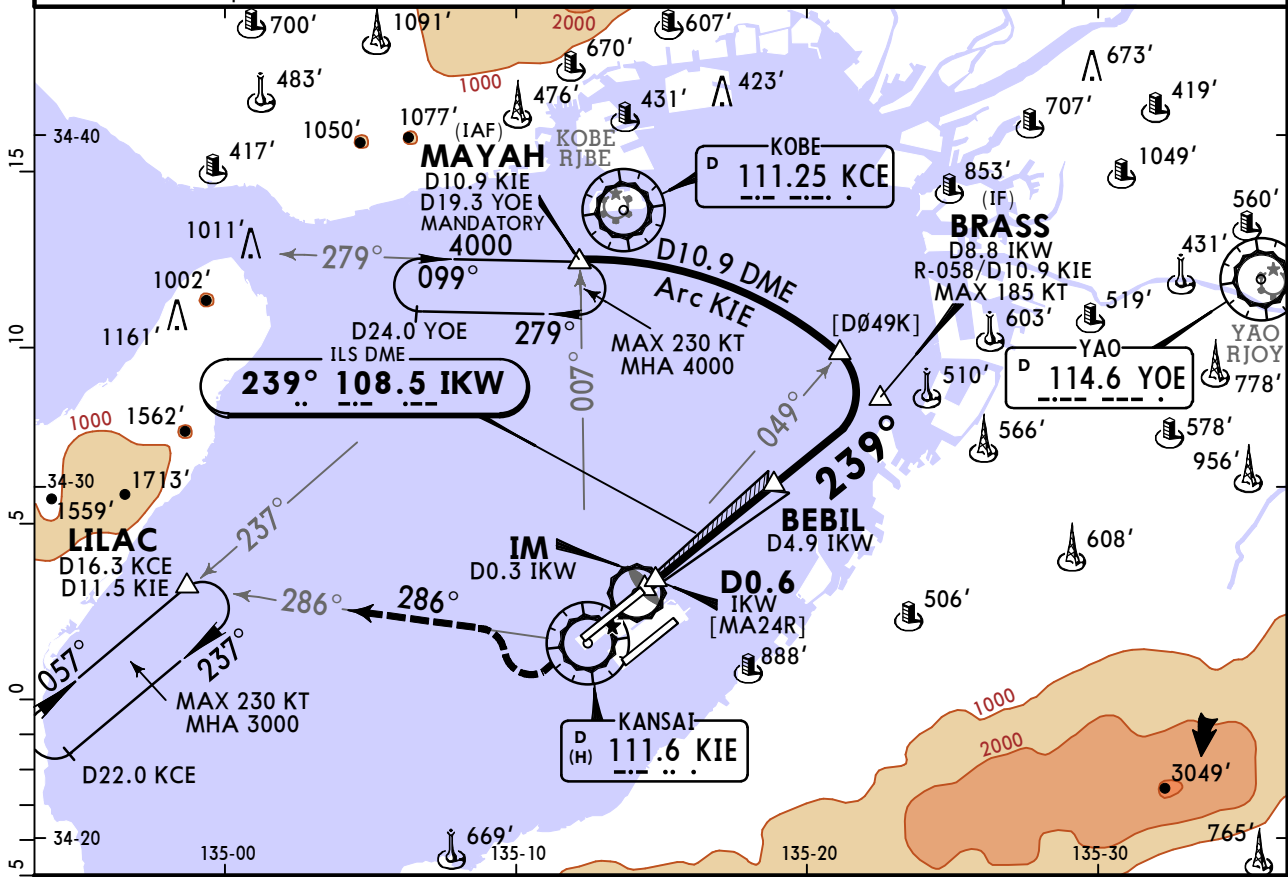 700'
1091'
2000
607'
670'
1000
483'
476'
423'
673'
431'
707'
419'
34-40
1050'
1077'
417'
15
(IAF)
MAYAH
D10.9 KIE
D19.3 YOE
MANDATORY
4000
KOBE
RJBE
KOBE
D 111.25 KCE
853'
1049'
(IF)
BRASS
D8.8 IKW
R-058/D10.9 KIE
MAX 185 KT
560'
431'
1011'
279°
099°
279°
D24.0 YOE
D10.9 DME
Arc KIE
1002'
1161'
10
MAX 230 KT
MHA 4000
[DØ49K]
603'
519'
YAO
RJOY
YAO
D 114.6 YOE
778'
ILS DME
239° 108.5 IKW
007°
049°
510'
566'
578'
956'
239°
1000
1562'
34-30
1713'
1559'
5
237°
LILAC
D16.3 KCE
D11.5 KIE
BEBIL
D4.9 IKW
IM
D0.3 IKW
D0.6
IKW
[MA24R]
608'
506'
286°
286°
057°
237°
MAX 230 KT
MHA 3000
888'
0
D22.0 KCE
KANSAI
D
(H) 111.6 KIE
1000
2000
3049'
34-20
669'
765'
135-00
135-10
135-20
135-30
5